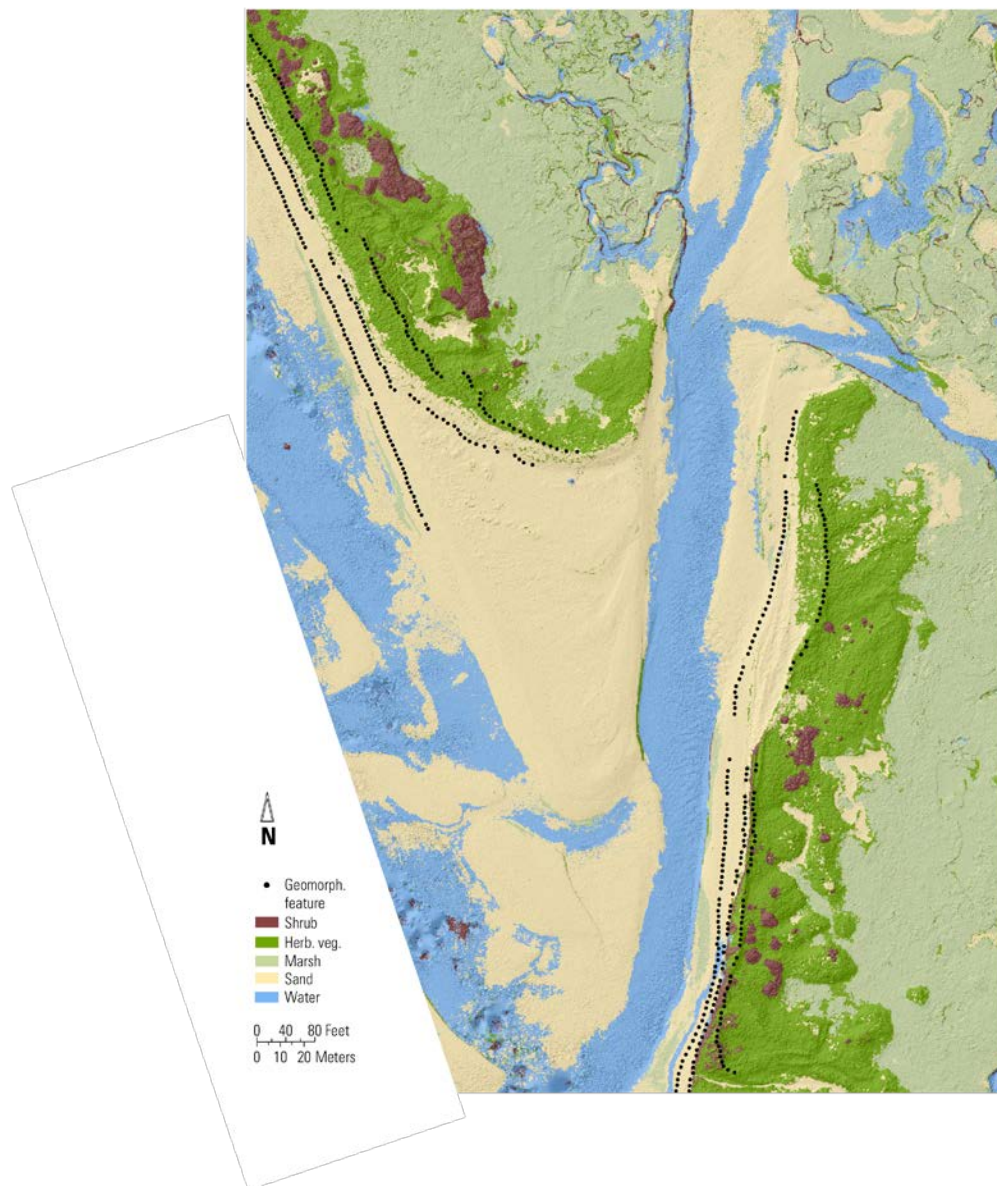 N
Geomorph.
feature
Shrub
Herb. veg.
Marsh
Sand
Water
0 40 80 Feet
0 10 20 Meters